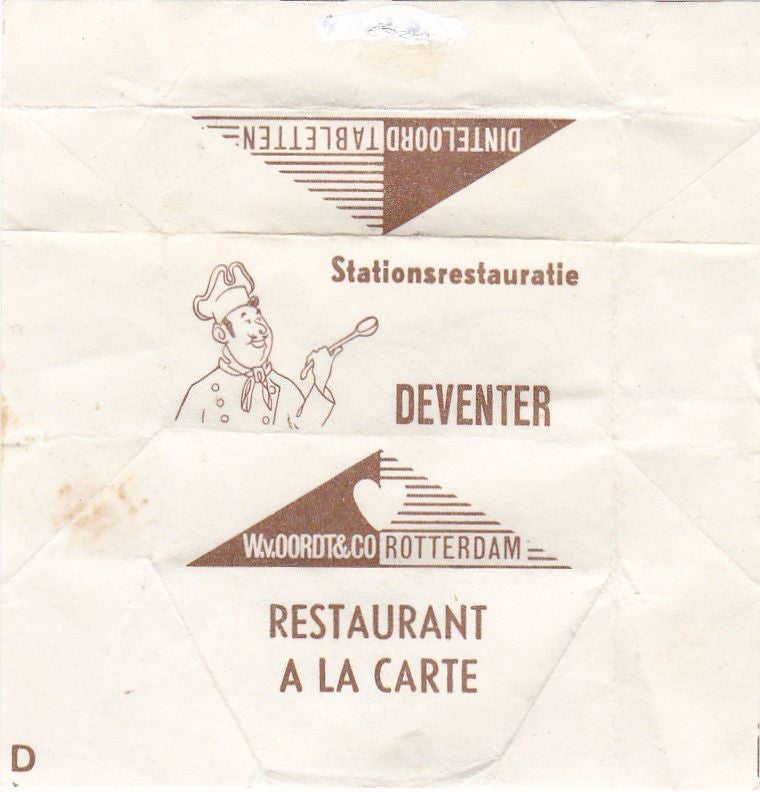 DINTELOORD TABLETTEN
Stationsrestauratie
DEVENTER
W.v.OORDT&CO ROTTERDAM
RESTAURANT
A LA CARTE
D